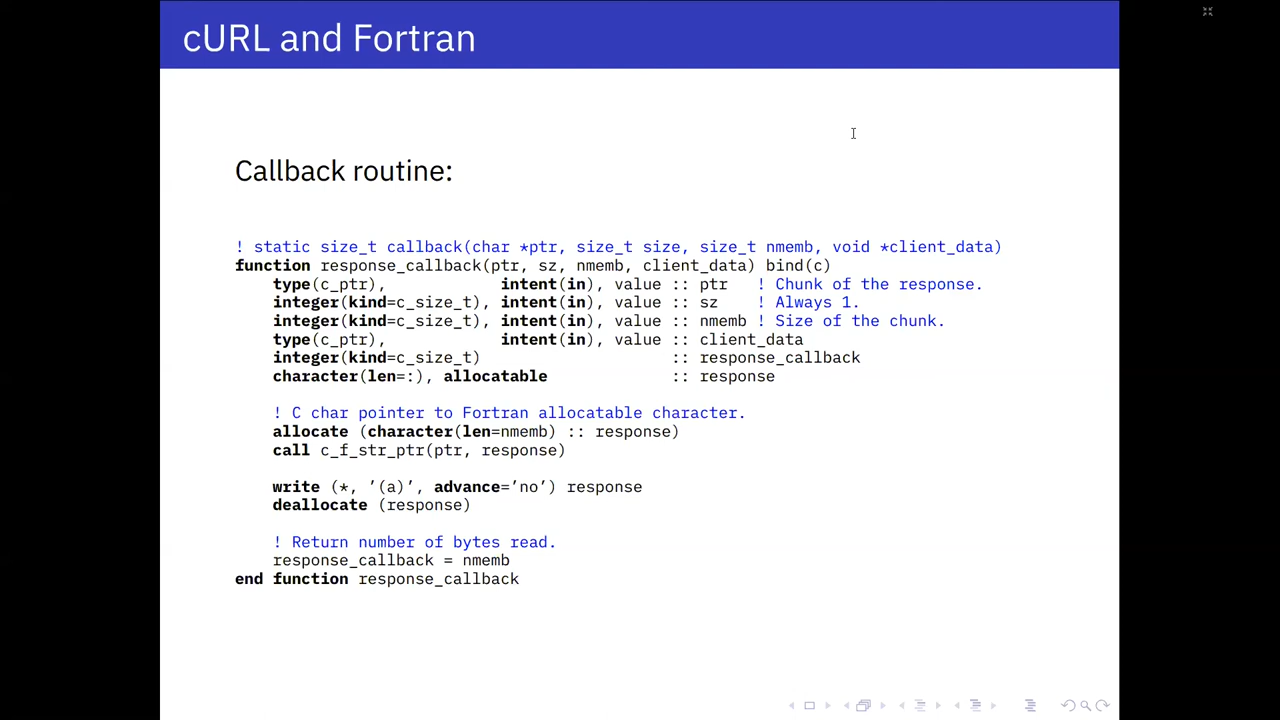 cURL and Fortran
Callback routine:
! static size_t callback(char *ptr, size_t size, size_t nmemb, void *client_data)
function response_callback(ptr, sz, nmemb, client_data) bind(c)
    type(c_ptr),            intent(in), value :: ptr   ! Chunk of the response.
    integer(kind=c_size_t), intent(in), value :: sz    ! Always 1.
    integer(kind=c_size_t), intent(in), value :: nmemb ! Size of the chunk.
    type(c_ptr),            intent(in), value :: client_data
    integer(kind=c_size_t)                    :: response_callback
    character(len=:), allocatable             :: response
    ! C char pointer to Fortran allocatable character.
    allocate (character(len=nmemb) :: response)
    call c_f_str_ptr(ptr, response)
    write (*, '(a)', advance='no') response
    deallocate (response)
    ! Return number of bytes read.
    response_callback = nmemb
end function response_callback